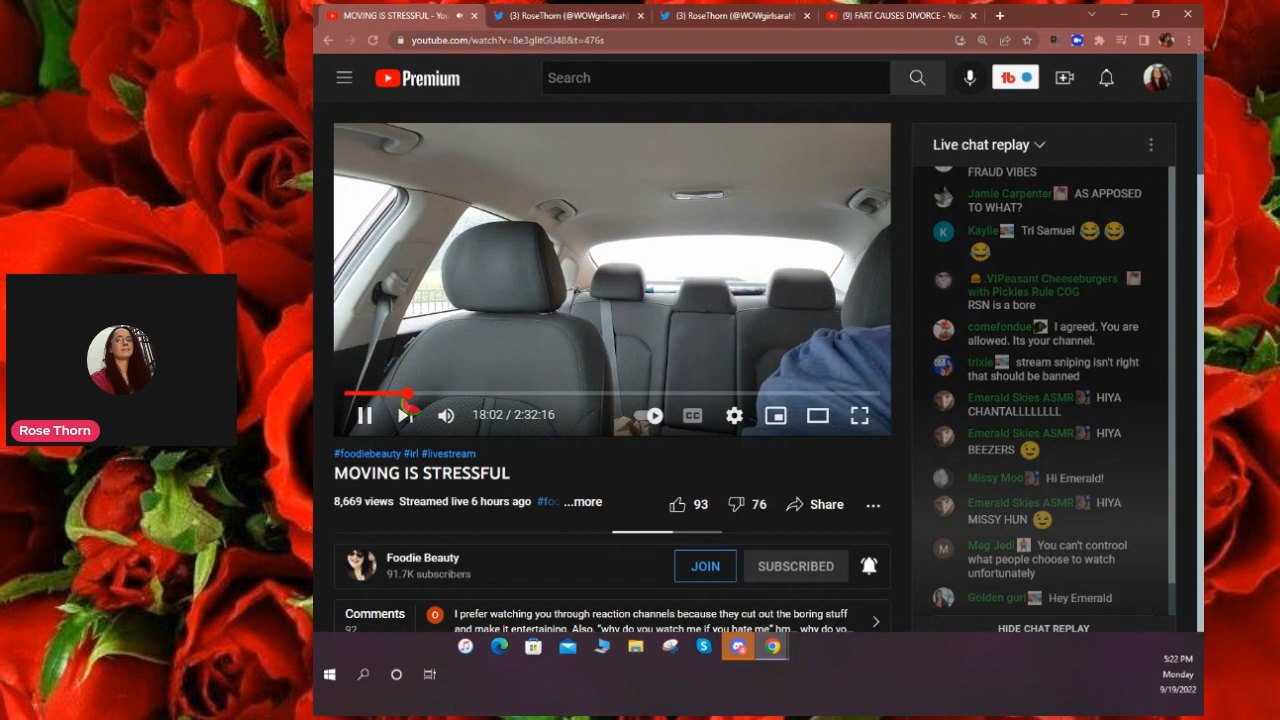 MOVING IS STRESSFUL - You
(3) RoseThorn (@WOWgirlsarah)
(3) RoseThorn (@WOWgirlsarah)
(9) FART CAUSES DIVORCE - You
Premium
Search
Live chat replay
FRAUD VIBES
Jamie Carpenter AS APPOSED
TO WHAT?
K Kaylie Tri Samuel
.VIPeasant Cheeseburgers
with Pickles Rule COG
RSN is a bore
comefondue I agreed. You are
allowed. Its your channel.
trixie stream sniping isn't right
that should be banned
Emerald Skies ASMR HIYA
CHANTALLLLLLLL
Emerald Skies ASMR HIYA
BEEZERS
Missy Moo Hi Emerald!
Emerald Skies ASMR HIYA
MISSY HUN
M Meg Jedi You can't controol
what people choose to watch
unfortunately
Golden gurl Hey Emerald
HIDE CHAT REPLAY
18:02 / 2:32:16
CC
#foodiebeauty #irl #livestream
MOVING IS STRESSFUL
8,669 views Streamed live 6 hours ago #foo ...more
93 76 Share
Foodie Beauty
91.7K subscribers
JOIN
SUBSCRIBED
Comments
92
O I prefer watching you through reaction channels because they cut out the boring stuff
and make it entertaining. Also, "why do you watch me if you hate me" hm... why do yo...
Rose Thorn
5:22 PM
Monday
9/19/2022